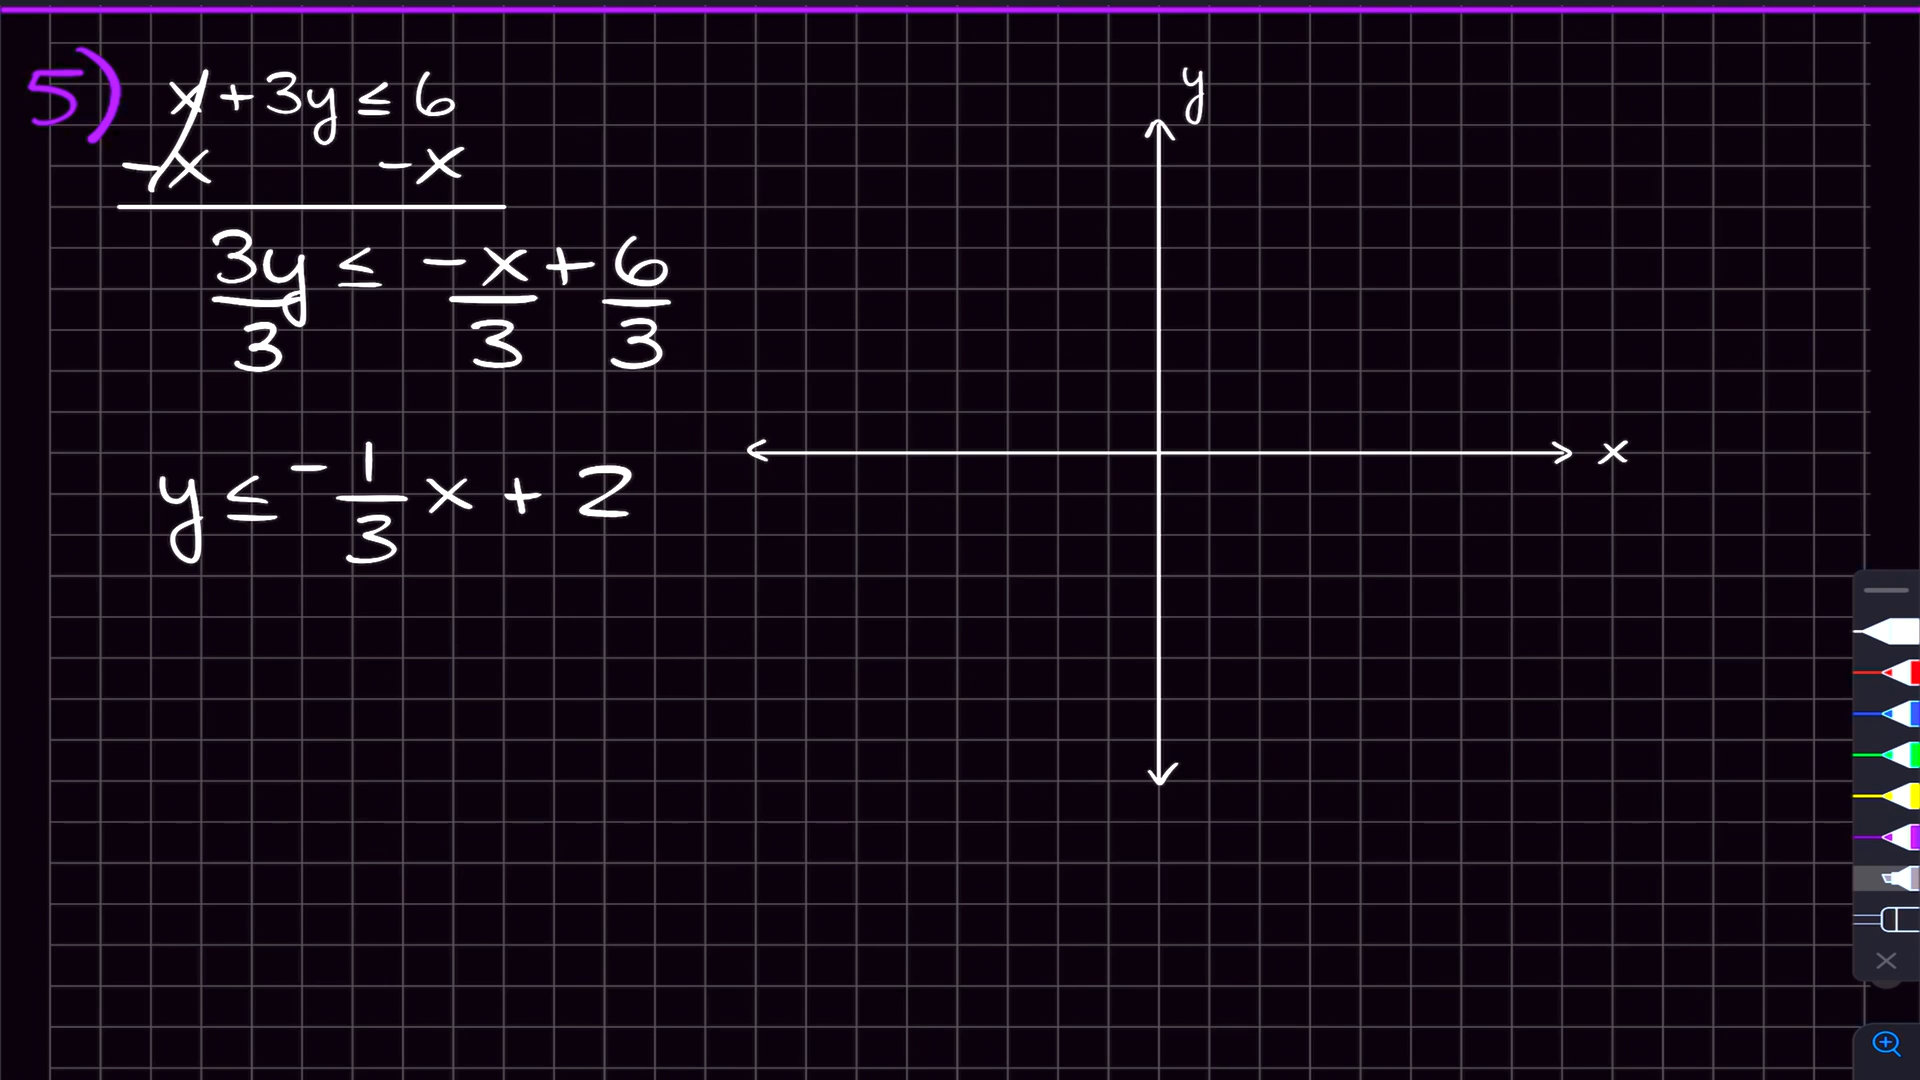 5) x + 3y ≤ 6
-x -x
3y ≤ -x + 6
3 3 3
y ≤ -1/3 x + 2
y
x